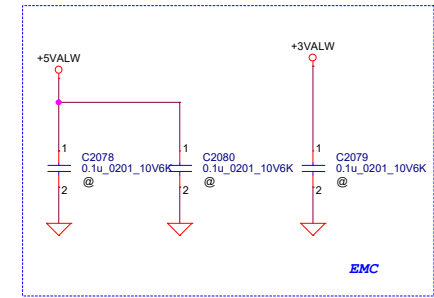 +5VALW
+3VALW
1
C2078
0.1u_0201_10V6K
@
2
1
C2080
0.1u_0201_10V6K
@
2
1
C2079
0.1u_0201_10V6K
@
2
EMC